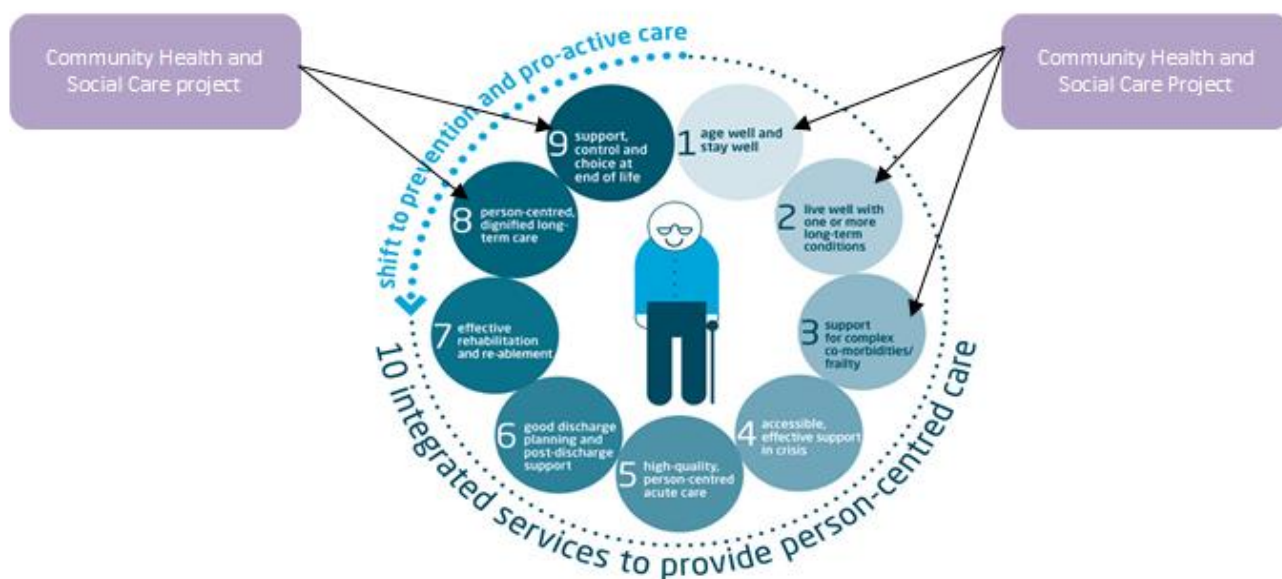 Community Health and
Social Care project
Community Health and
Social Care Project
shift to prevention and pro-active care
1 age well and
stay well
2 live well with
one or more
long-term
conditions
3 support
for complex
co-morbidities/
frailty
4 accessible,
effective support
in crisis
5 high-quality,
person-centred
acute care
6 good discharge
planning and
post-discharge
support
7 effective
rehabilitation
and re-ablement
8 person-centred,
dignified long-
term care
9 support,
control and
choice at
end of life
10 integrated services to provide person-centred care